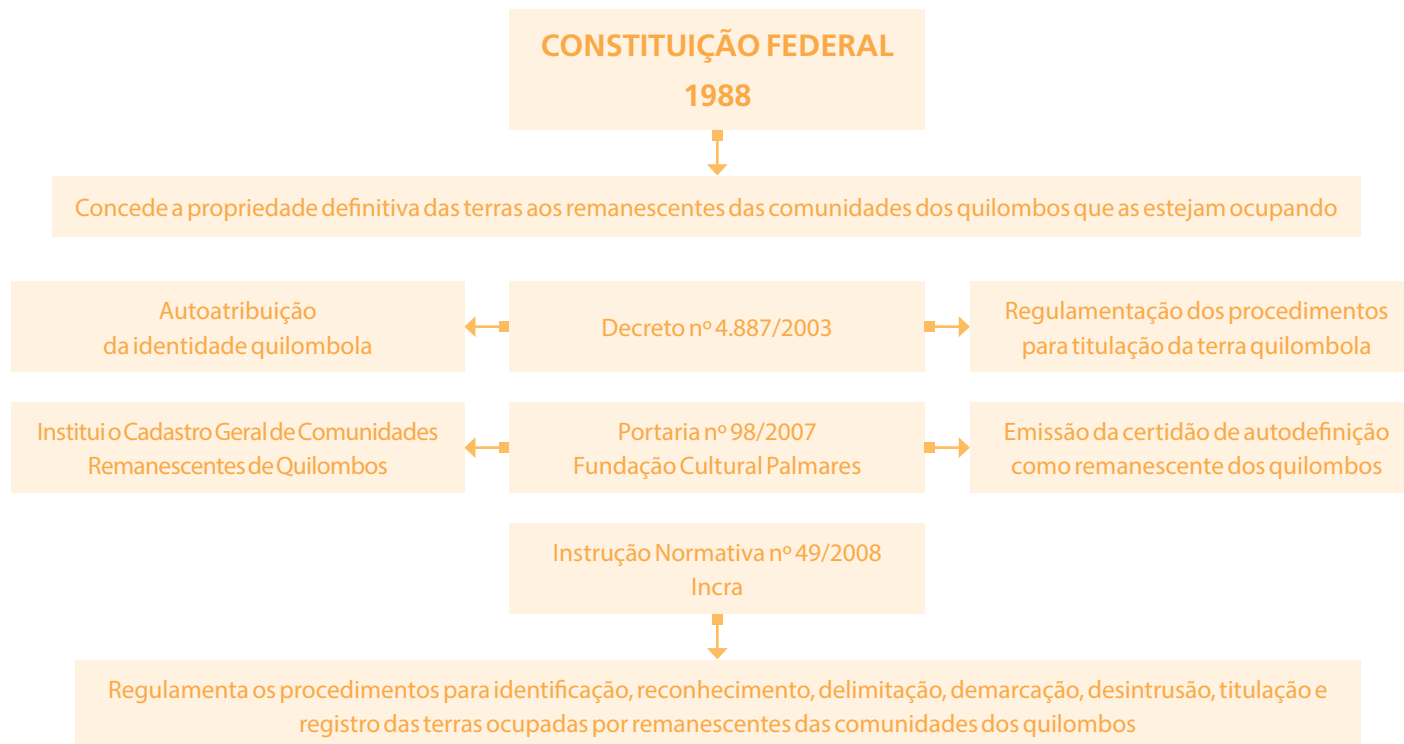 CONSTITUIÇÃO FEDERAL
1988
Concede a propriedade definitiva das terras aos remanescentes das comunidades dos quilombos que as estejam ocupando
Autoatribuição
da identidade quilombola
Decreto nº 4.887/2003
Regulamentação dos procedimentos
para titulação da terra quilombola
Institui o Cadastro Geral de Comunidades
Remanescentes de Quilombos
Portaria nº 98/2007
Fundação Cultural Palmares
Emissão da certidão de autodefinição
como remanescente dos quilombos
Instrução Normativa nº 49/2008
Incra
Regulamenta os procedimentos para identificação, reconhecimento, delimitação, demarcação, desintrusão, titulação e
registro das terras ocupadas por remanescentes das comunidades dos quilombos